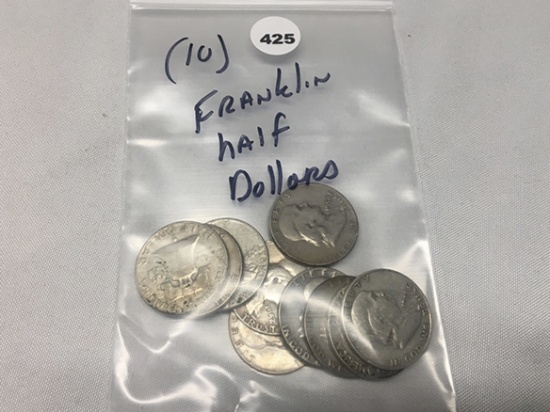 425
(10)
FRANklIN
hAlf
Dollars